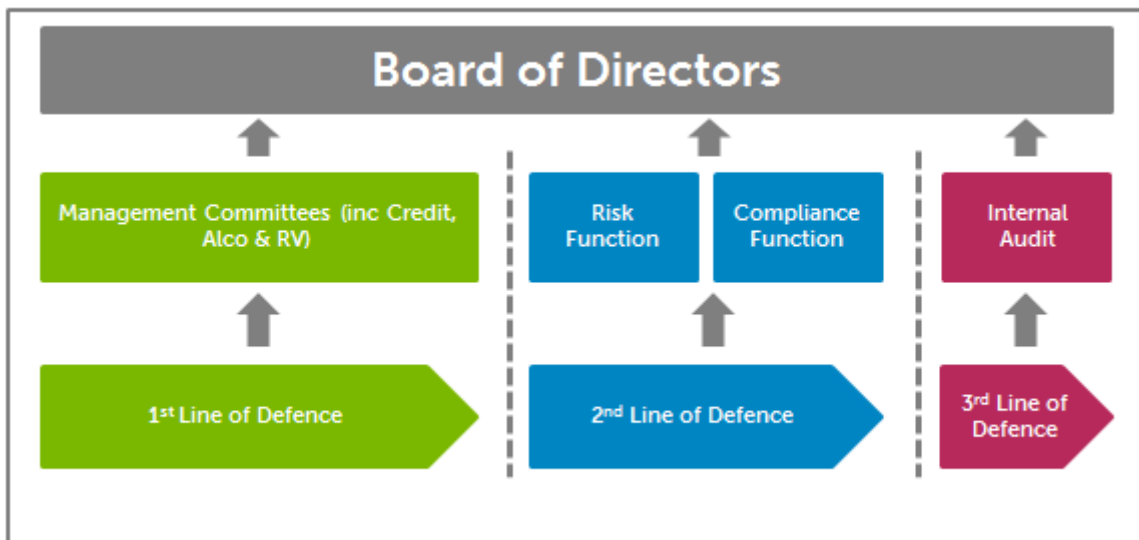 Board of Directors
Management Committees (inc Credit,
Alco & RV)
Risk
Function
Compliance
Function
Internal
Audit
1st Line of Defence
2nd Line of Defence
3rd Line of
Defence